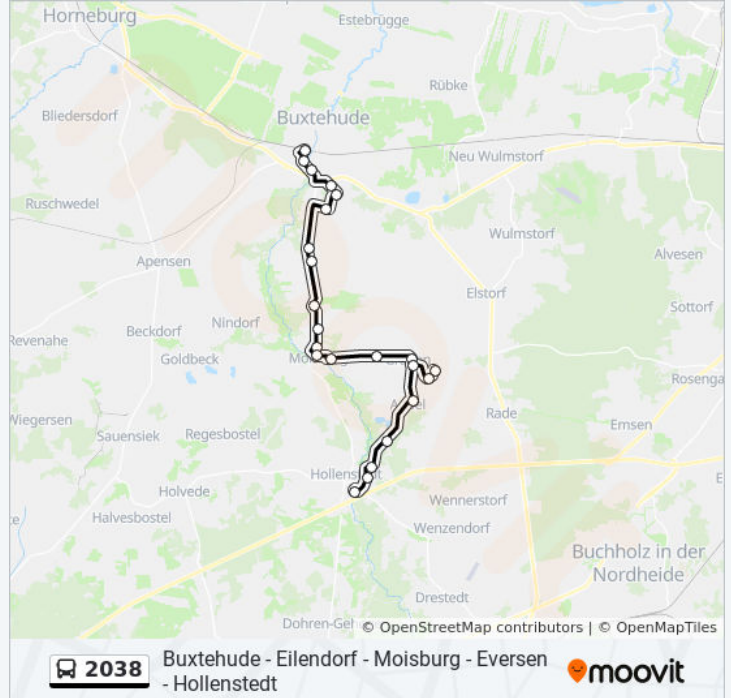 Horneburg
Estebrügge
Rübke
Bliedersdorf
Buxtehude
Neu Wulmstorf
Ruschwedel
Wulmstorf
Apensen
Alvesen
Elstorf
Sottorf
Revenahe
Beckdorf
Nindorf
Goldbeck
Rosenga
Wiegersen
Rade
Sauensiek
Regesbostel
Emsen
Hollenst
Holvede
Wennerstorf
Halvesbostel
Wenzendorf
Buchholz in der
Nordheide
Drestedt
Dohren-Geh
© OpenStreetMap contributors | © OpenMapTiles
2038
Buxtehude - Eilendorf - Moisburg - Eversen
- Hollenstedt
moovit